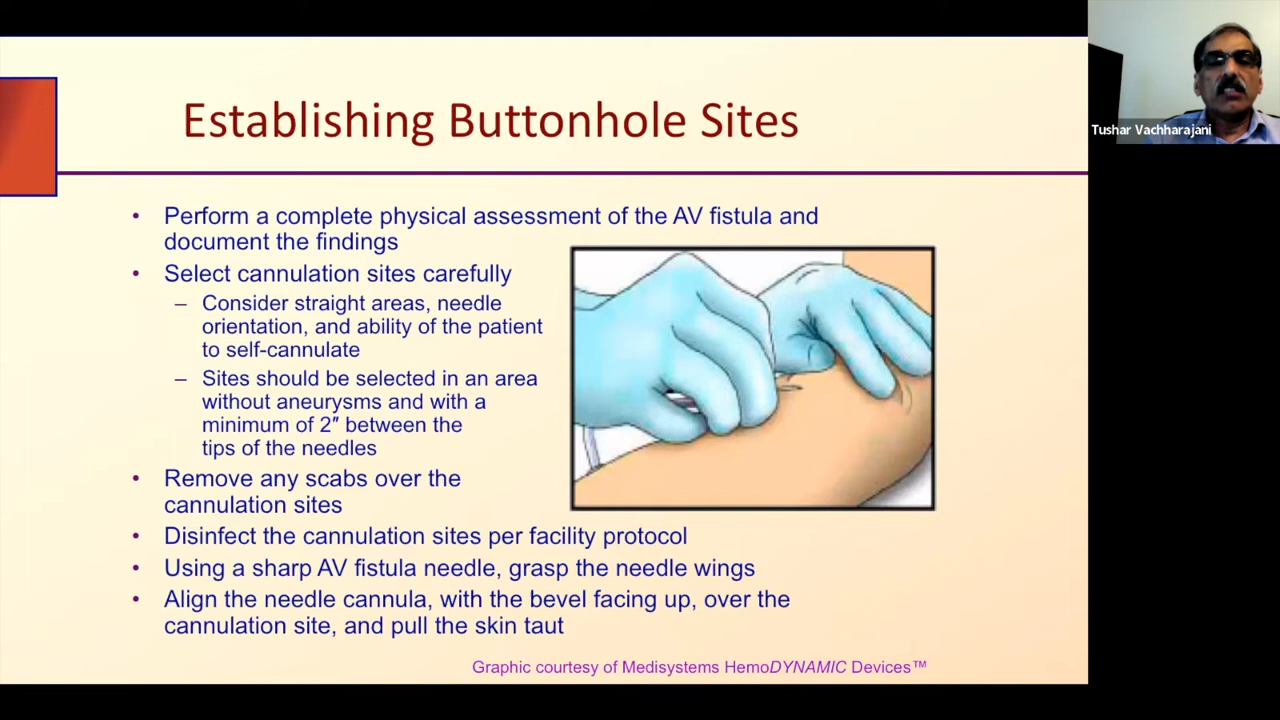 Establishing Buttonhole Sites
• Perform a complete physical assessment of the AV fistula and
document the findings
• Select cannulation sites carefully
– Consider straight areas, needle
orientation, and ability of the patient
to self-cannulate
– Sites should be selected in an area
without aneurysms and with a
minimum of 2″ between the
tips of the needles
• Remove any scabs over the
cannulation sites
• Disinfect the cannulation sites per facility protocol
• Using a sharp AV fistula needle, grasp the needle wings
• Align the needle cannula, with the bevel facing up, over the
cannulation site, and pull the skin taut
Graphic courtesy of Medisystems HemoDYNAMIC Devices™
Tushar Vachharajani